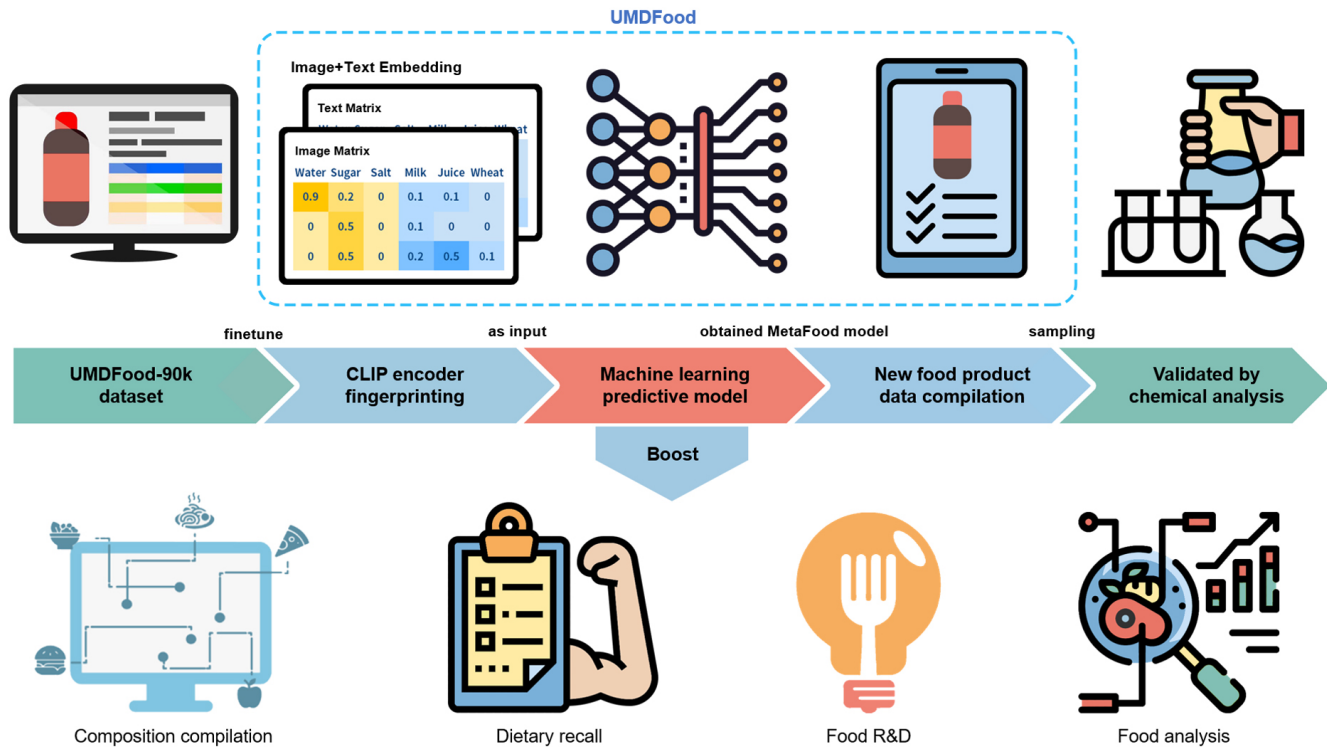 UMDFood
Image+Text Embedding
Text Matrix
Image Matrix
Water Sugar Salt Milk Juice Wheat
0.9 0.2 0 0.1 0.1 0
0 0.5 0 0.1 0 0
0 0.5 0 0.2 0.5 0.1
finetune
as input
obtained MetaFood model
sampling
UMDFood-90k
dataset
CLIP encoder
fingerprinting
Machine learning
predictive model
New food product
data compilation
Validated by
chemical analysis
Boost
Composition compilation
Dietary recall
Food R&D
Food analysis